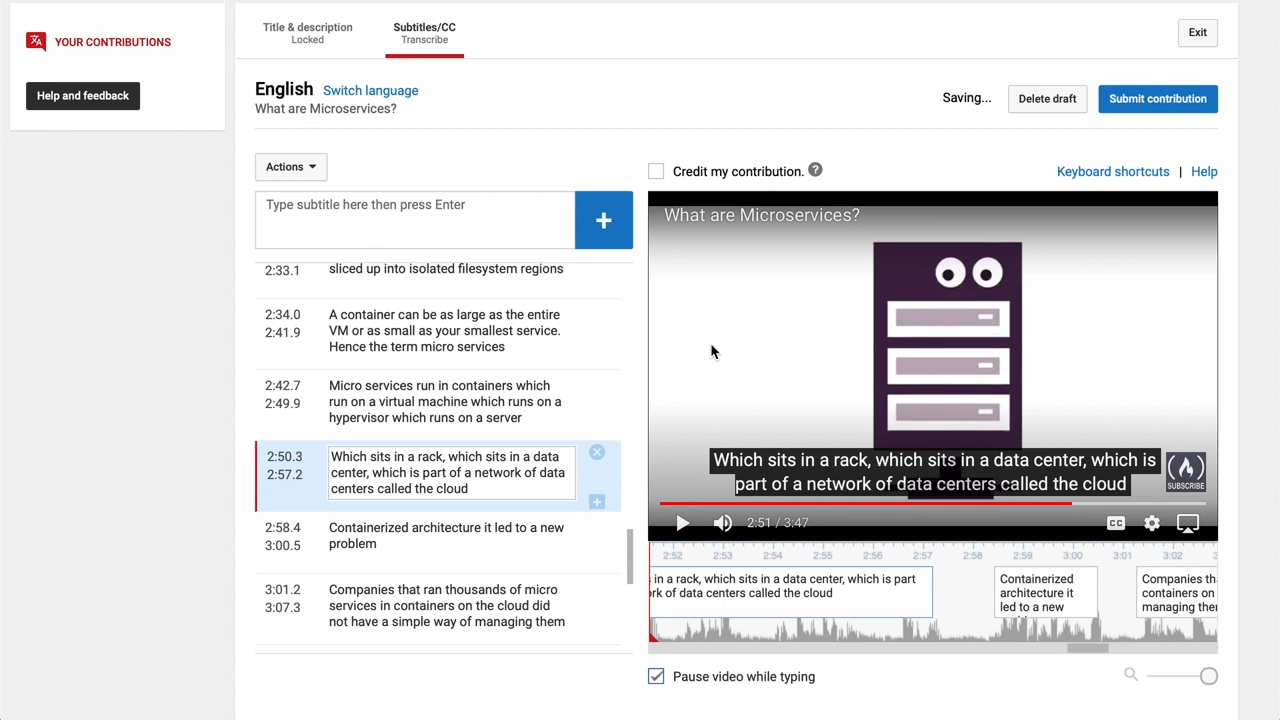 YOUR CONTRIBUTIONS
Help and feedback
Title & description
Locked
Subtitles/CC
Transcribe
Exit
English Switch language
What are Microservices?
Saving...
Delete draft
Submit contribution
Actions
Type subtitle here then press Enter
+
2:33.1
sliced up into isolated filesystem regions
2:34.0
2:41.9
A container can be as large as the entire
VM or as small as your smallest service.
Hence the term micro services
2:42.7
2:49.9
Micro services run in containers which
run on a virtual machine which runs on a
hypervisor which runs on a server
2:50.3
2:57.2
Which sits in a rack, which sits in a data
center, which is part of a network of data
centers called the cloud
2:58.4
3:00.5
Containerized architecture it led to a new
problem
3:01.2
3:07.3
Companies that ran thousands of micro
services in containers on the cloud did
not have a simple way of managing them
Credit my contribution. ?
Keyboard shortcuts | Help
What are Microservices?
Which sits in a rack, which sits in a data center, which is
part of a network of data centers called the cloud
SUBSCRIBE
2:51 / 3:47
CC
2:52 2:53 2:54 2:55 2:56 2:57 2:58 2:59 3:00 3:01 3:02 3
in a rack, which sits in a data center, which is part
rk of data centers called the cloud
Containerized
architecture it
led to a new
Companies th
containers on
managing the
Pause video while typing